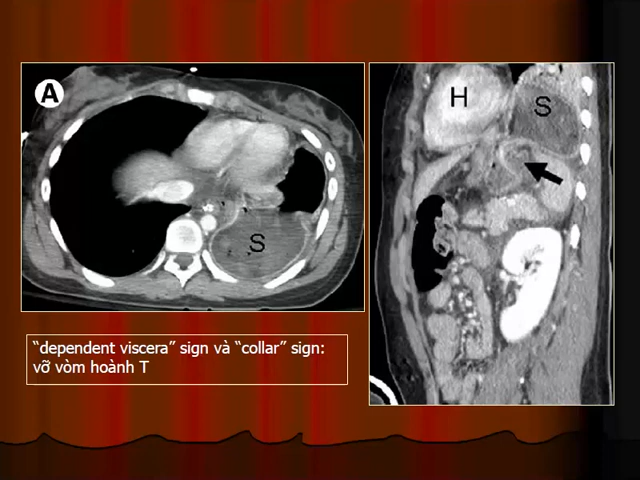 A
S
H
S
“dependent viscera” sign và “collar” sign:
vỡ vòm hoành T